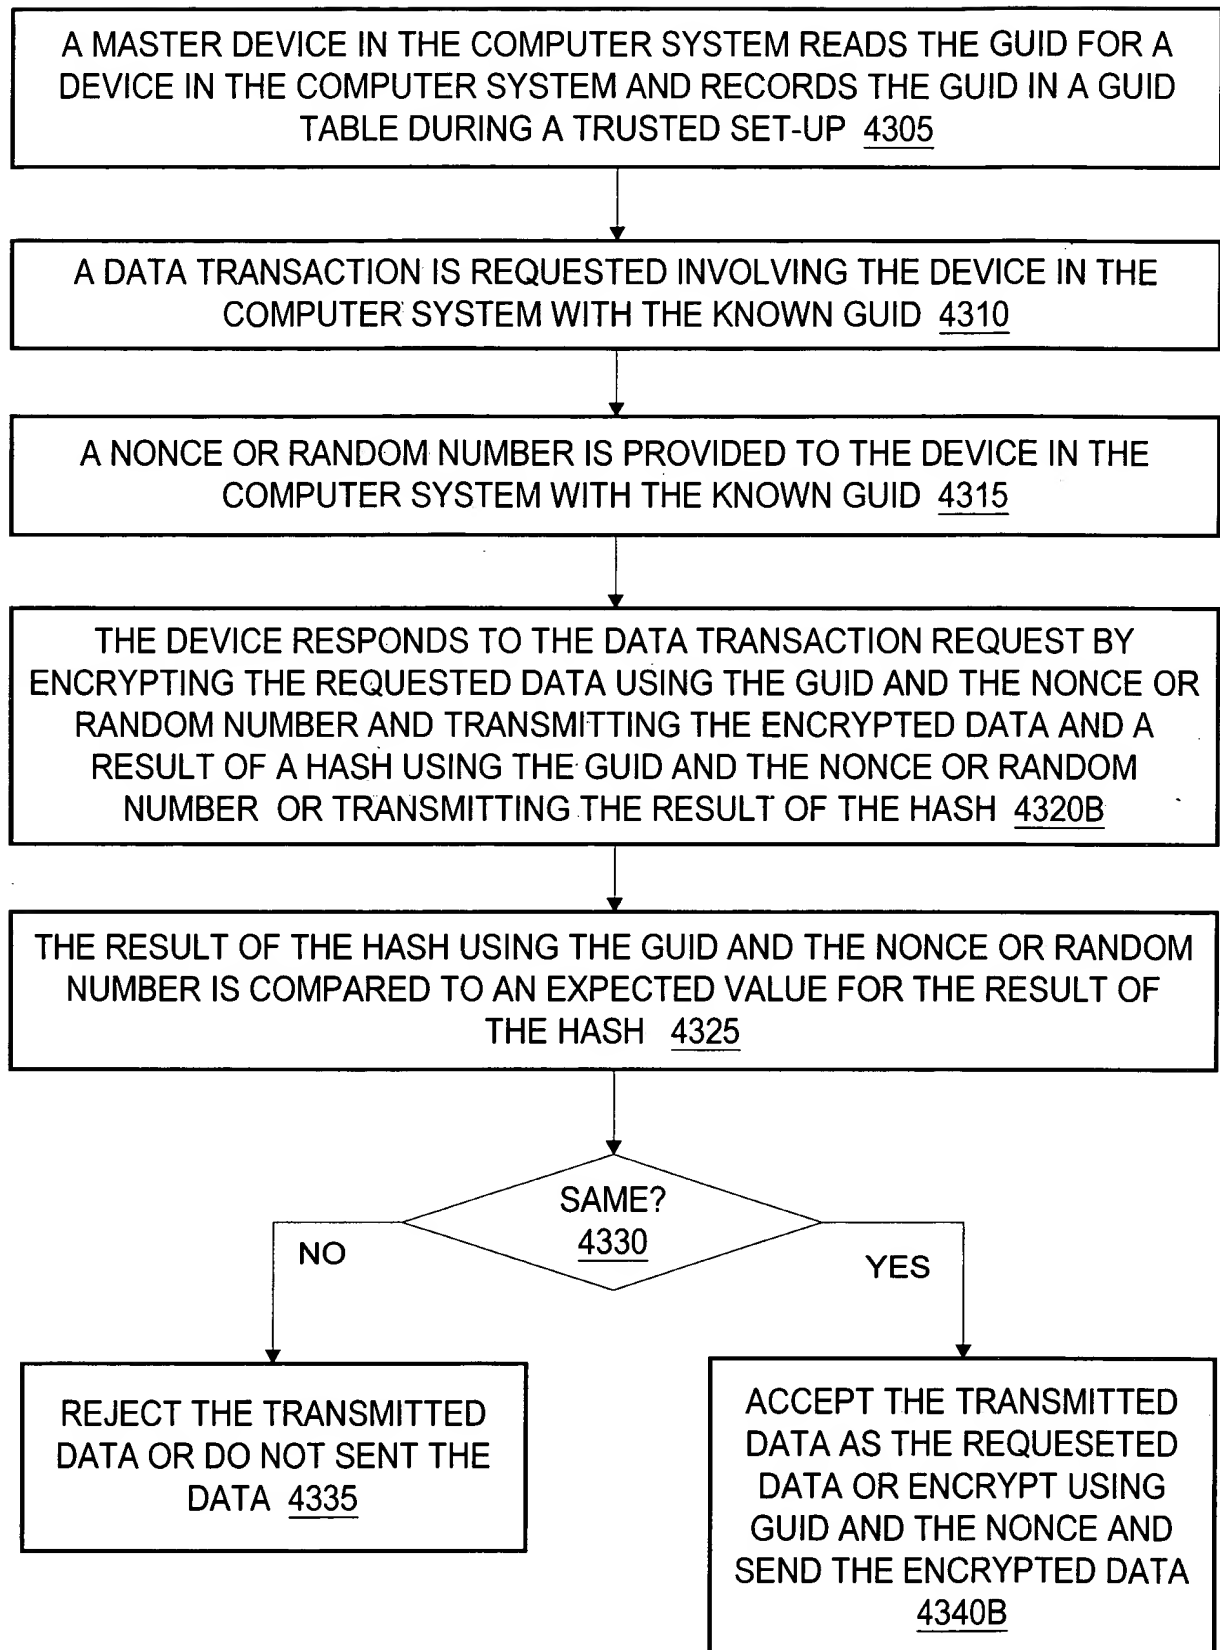 A MASTER DEVICE IN THE COMPUTER SYSTEM READS THE GUID FOR A
DEVICE IN THE COMPUTER SYSTEM AND RECORDS THE GUID IN A GUID
TABLE DURING A TRUSTED SET-UP 4305
A DATA TRANSACTION IS REQUESTED INVOLVING THE DEVICE IN THE
COMPUTER SYSTEM WITH THE KNOWN GUID 4310
A NONCE OR RANDOM NUMBER IS PROVIDED TO THE DEVICE IN THE
COMPUTER SYSTEM WITH THE KNOWN GUID 4315
THE DEVICE RESPONDS TO THE DATA TRANSACTION REQUEST BY
ENCRYPTING THE REQUESTED DATA USING THE GUID AND THE NONCE OR
RANDOM NUMBER AND TRANSMITTING THE ENCRYPTED DATA AND A
RESULT OF A HASH USING THE GUID AND THE NONCE OR RANDOM
NUMBER OR TRANSMITTING THE RESULT OF THE HASH 4320B
THE RESULT OF THE HASH USING THE GUID AND THE NONCE OR RANDOM
NUMBER IS COMPARED TO AN EXPECTED VALUE FOR THE RESULT OF
THE HASH 4325
SAME?
4330
NO
YES
REJECT THE TRANSMITTED
DATA OR DO NOT SENT THE
DATA 4335
ACCEPT THE TRANSMITTED
DATA AS THE REQUESETED
DATA OR ENCRYPT USING
GUID AND THE NONCE AND
SEND THE ENCRYPTED DATA
4340B